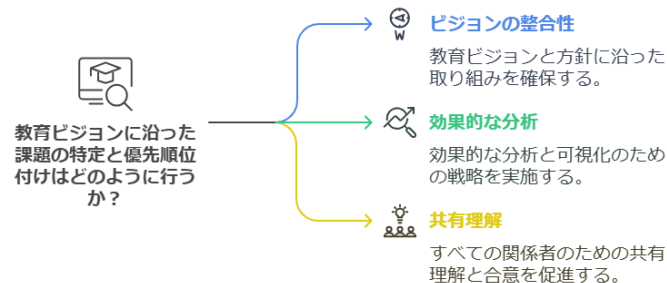 教育ビジョンに沿った
課題の特定と優先順位
付けはどのように行う
か？
W
ビジョンの整合性
教育ビジョンと方針に沿った
取り組みを確保する。
効果的な分析
効果的な分析と可視化のため
の戦略を実施する。
共有理解
すべての関係者のための共有
理解と合意を促進する。